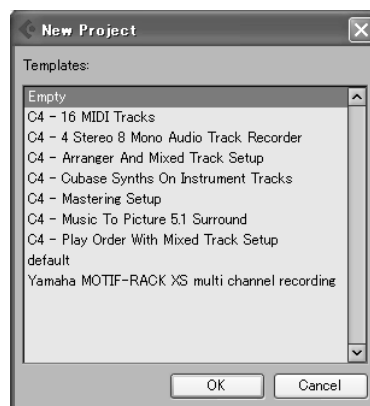 New Project
Templates:
Empty
C4 - 16 MIDI Tracks
C4 - 4 Stereo 8 Mono Audio Track Recorder
C4 - Arranger And Mixed Track Setup
C4 - Cubase Synths On Instrument Tracks
C4 - Mastering Setup
C4 - Music To Picture 5.1 Surround
C4 - Play Order With Mixed Track Setup
default
Yamaha MOTIF-RACK XS multi channel recording
OK Cancel